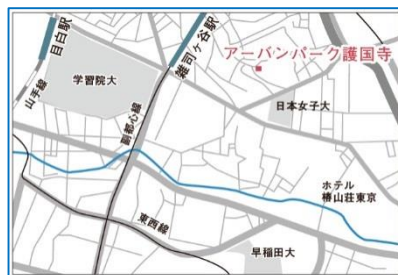 目白駅
雑司ヶ谷駅
アーバンパーク護国寺
学習院大
山手線
日本女子大
副都心線
ホテル
椿山荘東京
東西線
早稲田大